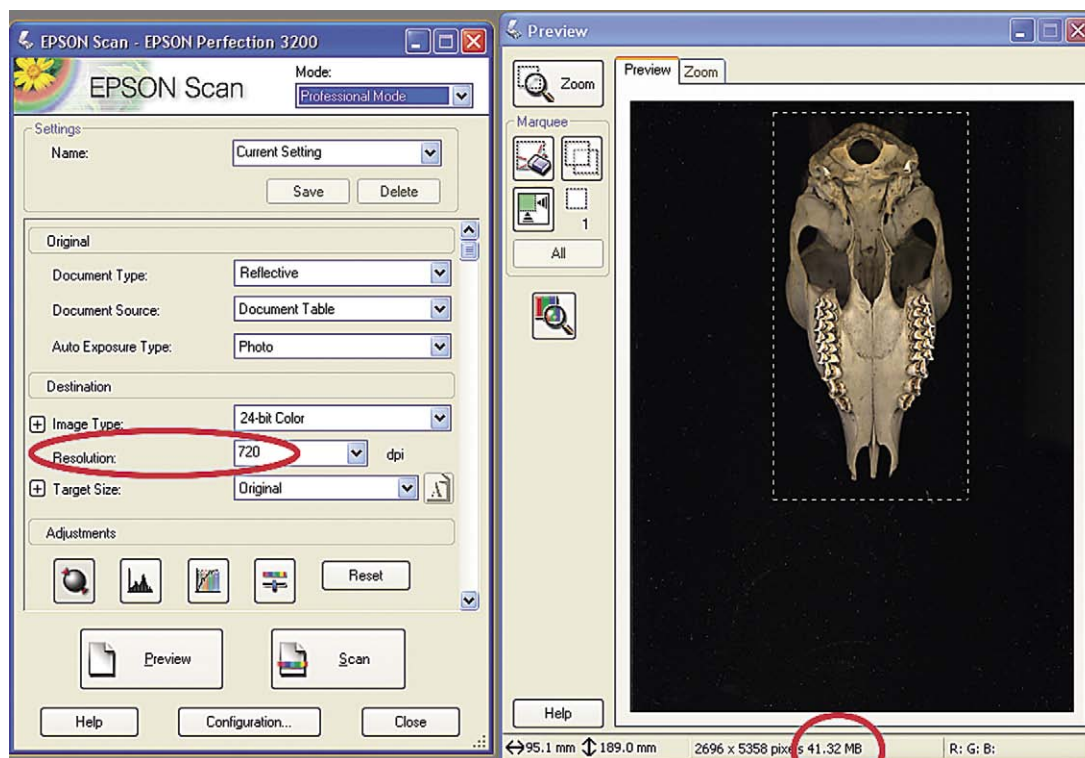 EPSON Scan - EPSON Perfection 3200
EPSON Scan
Mode:
Professional Mode
Settings
Name:
Current Setting
Save
Delete
Original
Document Type:
Reflective
Document Source:
Document Table
Auto Exposure Type:
Photo
Destination
Image Type:
24-bit Color
Resolution:
720
dpi
Target Size:
Original
Adjustments
Reset
Preview
Scan
Help
Configuration...
Close
Preview
Zoom
Preview
Zoom
Marquee
1
All
Help
95.1 mm
189.0 mm
2696 x 5358 pixels 41.32 MB
R: G: B: